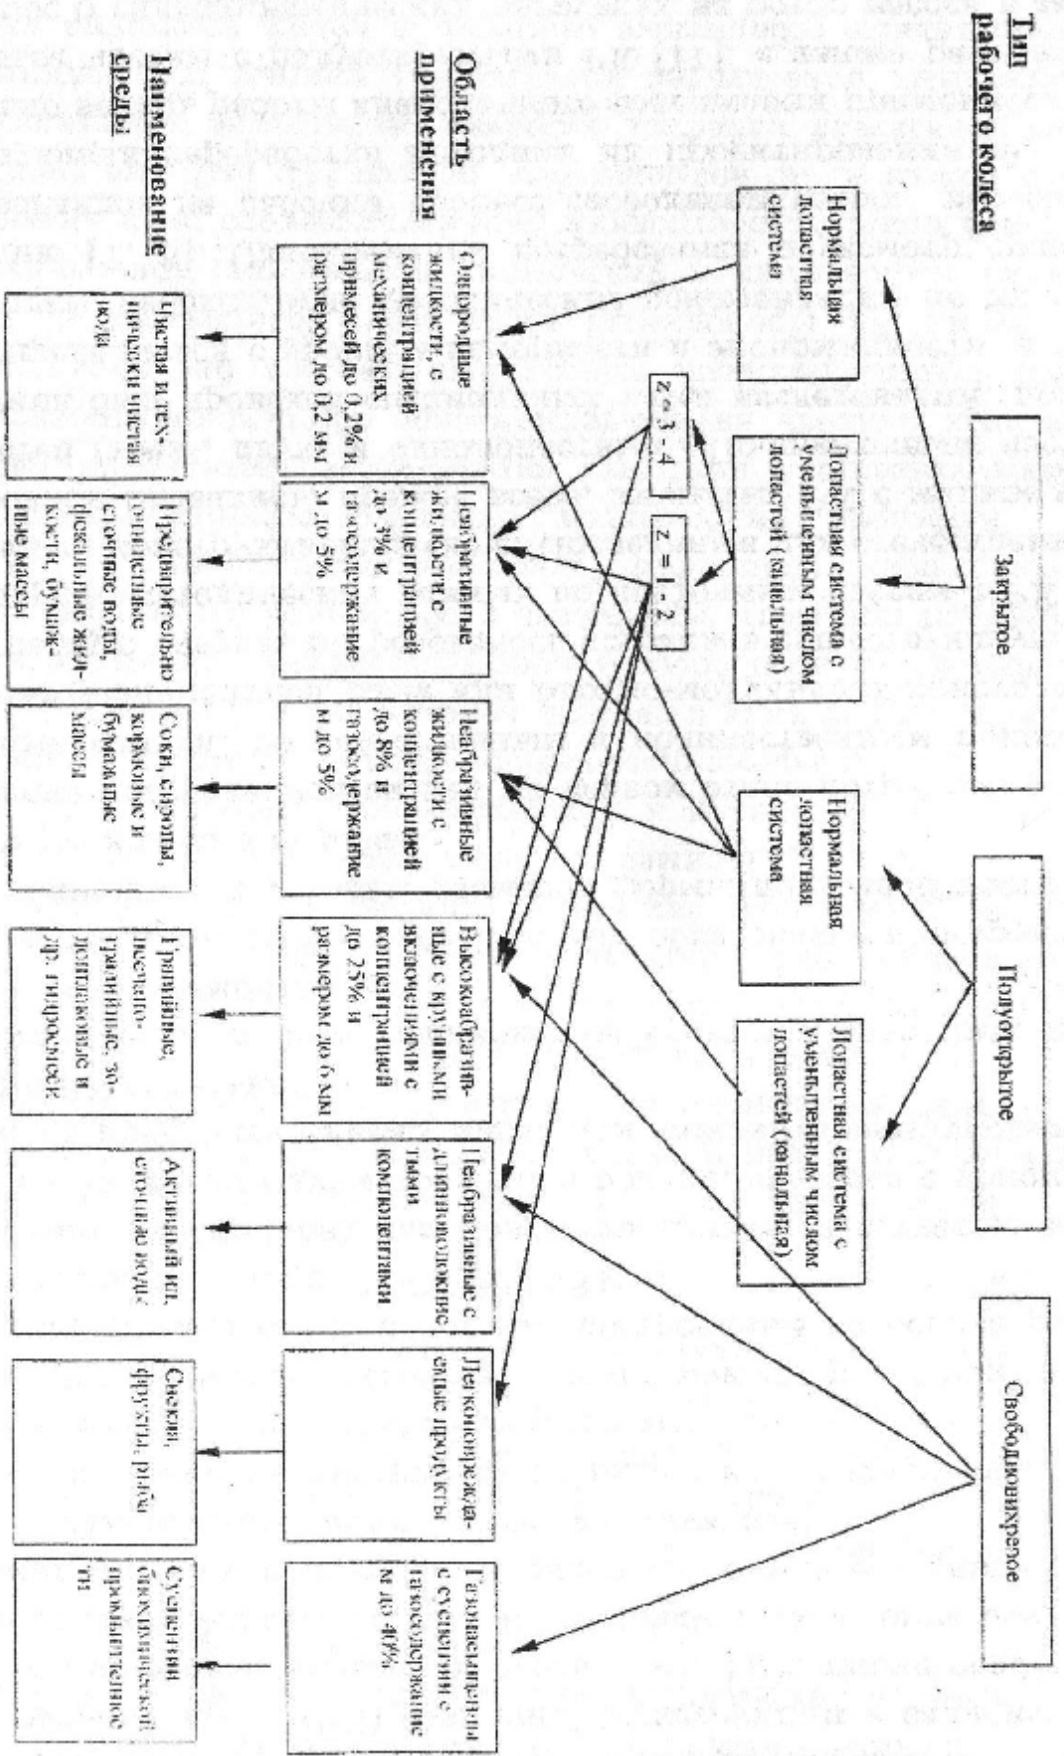 Тип
рабочего колеса
Закрытое
Полуоткрытое
Свободновихревое
Нормальная
лопастная
система
Лопастная система с
уменьшенным числом
лопастей (канальная)
Нормальная
лопастная
система
Лопастная система с
уменьшенным числом
лопастей (канальная)
z = 3 - 4
z = 1 - 2
Область
применения
Однородные
жидкости, с
концентрацией
механических
примесей до 0,2%
размером до 0,2 мм
Неабразивные
жидкости с
концентрацией
до 3% и
газосодержание
м до 5%
Неабразивные
жидкости с
концентрацией
до 8% и
газосодержание
м до 5%
Высокоабразив-
ные с крупными
включениями с
концентрацией
до 25% и
размером до 6 мм
Неабразивные с
длинноволокнис
тыми
компонентами
Легкоповрежда-
емые продукты
Газонасыщенны
е суспензии с
газосодержание
м до 40%
Наименование
среды
Чистая и тех-
нически чистая
вода
Предварительно
очищенные
стоячные воды,
фекальные жид-
кости, бумаж-
ные массы
Соки, сиропы,
кормовые и
бумажные
массы
Гравийные,
песчано-
гравийные, зо-
лошлаковые и
др. гидросмеси
Активный ил,
сточные воды
Свекла,
фрукты, рыба
Суспензии
биохимической
промышленнос
ти